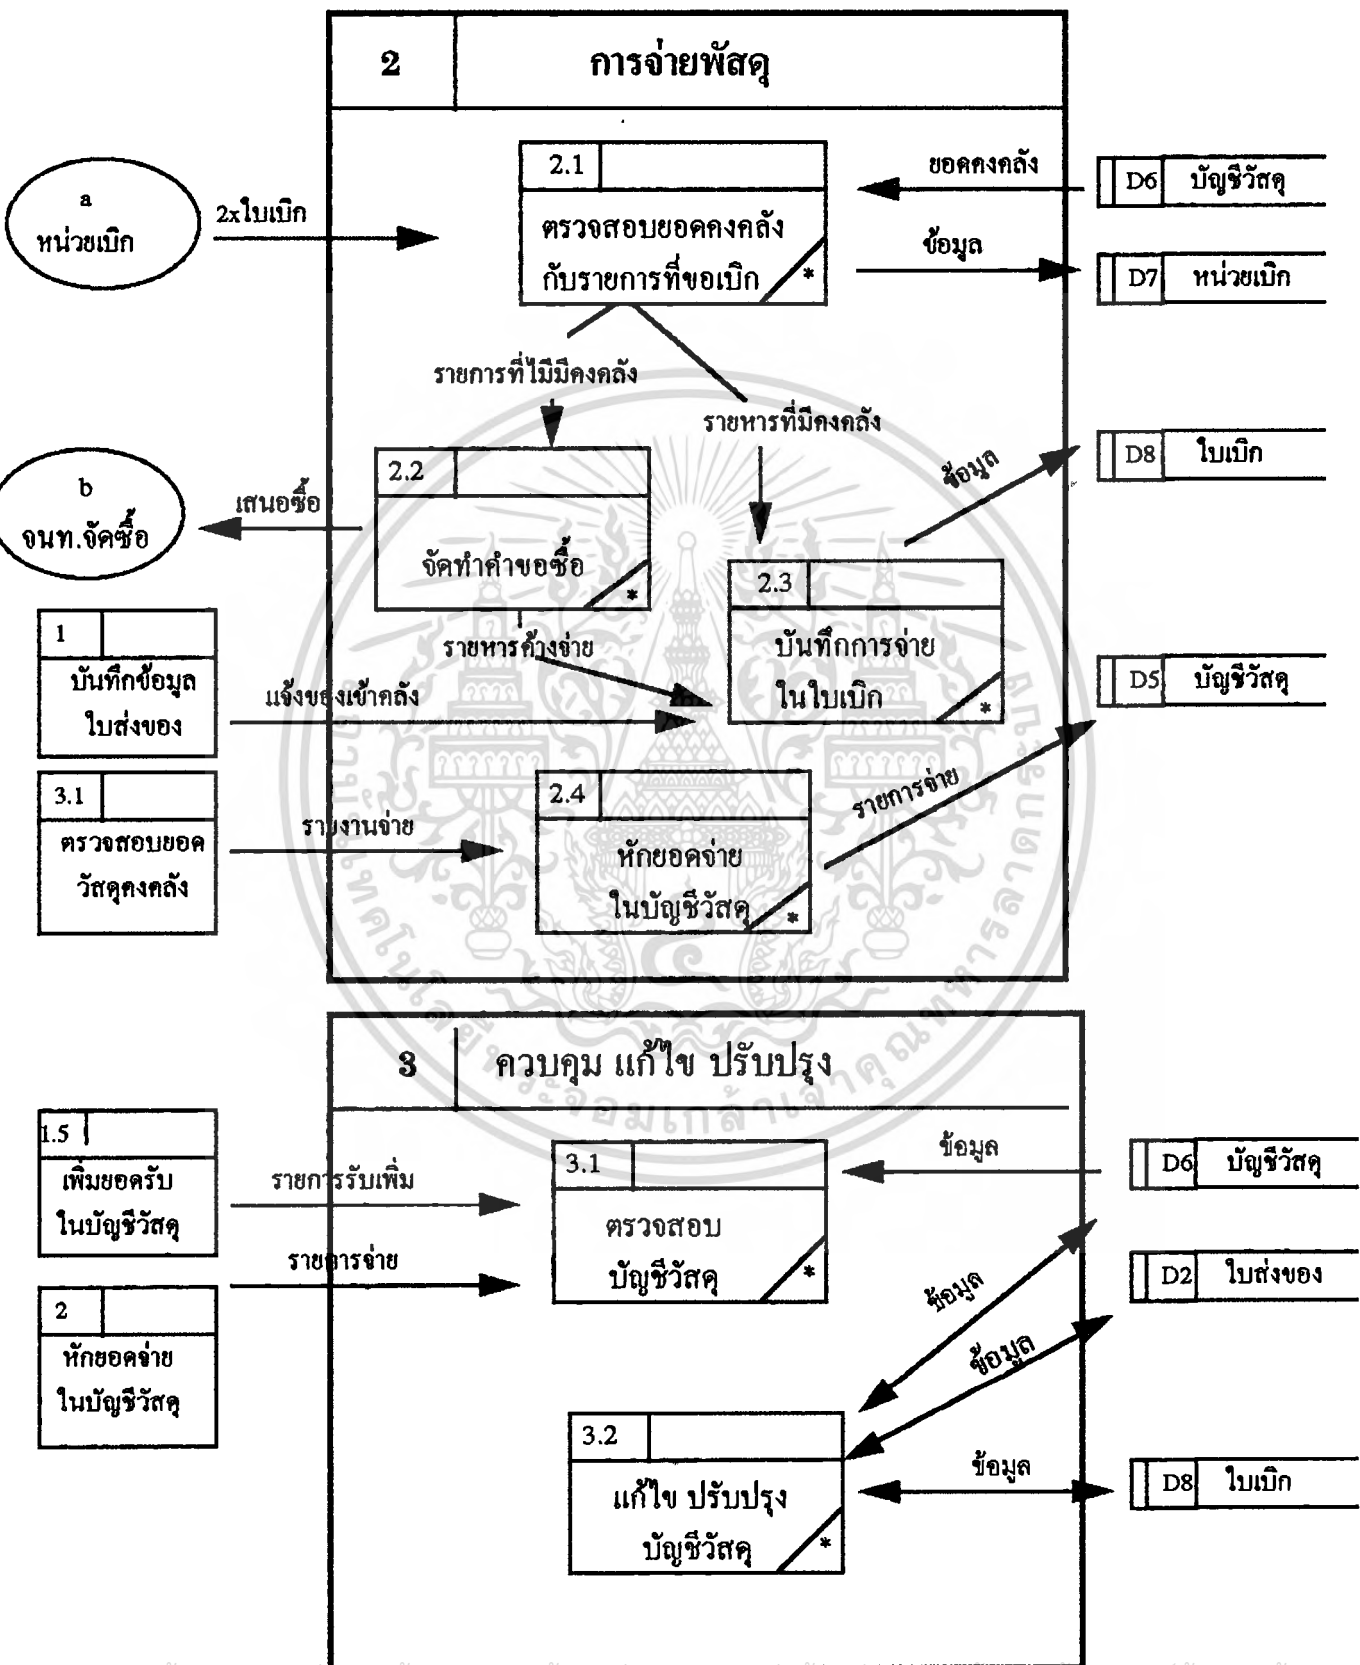 2
การจ่ายพัสดุ
a
หน่วยเบิก
2xใบเบิก
2.1
ตรวจสอบยอดคงคลัง
กับรายการที่ขอเบิก
*
ยอดคงคลัง
D6
บัญชีวัสดุ
ข้อมูล
D7
หน่วยเบิก
รายการที่ไม่มีคงคลัง
รายหารที่มีคงคลัง
b
จนท.จัดซื้อ
เสนอซื้อ
2.2
จัดทำคำขอซื้อ
*
ข้อมูล
D8
ใบเบิก
2.3
บันทึกการจ่าย
ในใบเบิก
*
รายหารค้างจ่าย
1
บันทึกข้อมูล
ใบส่งของ
แจ้งของเข้าคลัง
D5
บัญชีวัสดุ
3.1
ตรวจสอบยอด
วัสดุคงคลัง
รายงานจ่าย
2.4
หักยอดจ่าย
ในบัญชีวัสดุ
*
รายการจ่าย
3
ควบคุม แก้ไข ปรับปรุง
1.5
เพิ่มยอดรับ
ในบัญชีวัสดุ
รายการรับเพิ่ม
3.1
ตรวจสอบ
บัญชีวัสดุ
*
ข้อมูล
D6
บัญชีวัสดุ
รายการจ่าย
2
หักยอดจ่าย
ในบัญชีวัสดุ
ข้อมูล
D2
ใบส่งของ
ข้อมูล
3.2
แก้ไข ปรับปรุง
บัญชีวัสดุ
*
ข้อมูล
D8
ใบเบิก